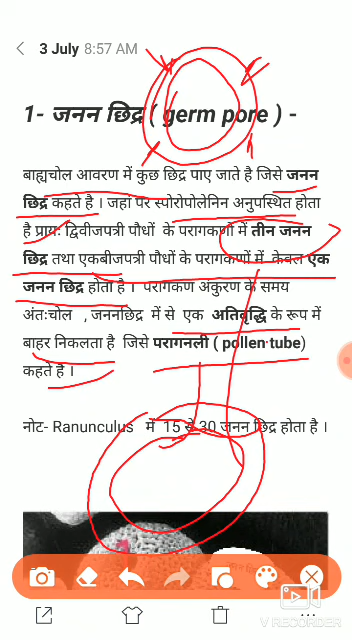 3 July 8:57 AM
1- जनन छिद्र ( germ pore ) -
बाह्यचोल आवरण में कुछ छिद्र पाए जाते है जिसे जनन
छिद्र कहते है । जहां पर स्पोरोपोलेनिन अनुपस्थित होता
है प्राय: द्विवीजपत्री पौधों के परागकणों में तीन जनन
छिद्र तथा एकबीजपत्री पौधों के परागकणों में केवल एक
जनन छिद्र होता है । परागकण अंकुरण के समय
अंत:चोल , जननछिद्र में से एक अतिवृद्धि के रूप में
बाहर निकलता है जिसे परागनली ( pollen tube)
कहते है ।
नोट- Ranunculus में 15 से 30 जनन छिद्र होता है ।
V RECORDER